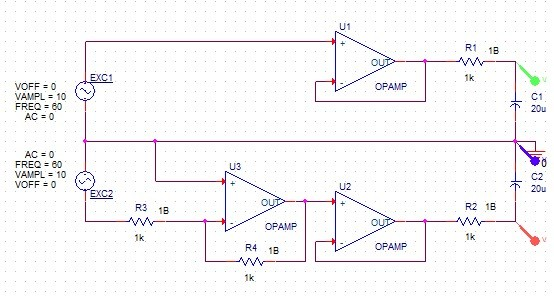 U1
R1
1B
+
OUT
-
OPAMP
1k
EXC1
VOFF = 0
VAMPL = 10
FREQ = 60
AC = 0
V
C1
20u
AC = 0
FREQ = 60
VAMPL = 10
VOFF = 0
EXC2
0
C2
20u
U3
+
OUT
-
OPAMP
U2
+
OUT
-
OPAMP
R3
1B
1k
R4
1B
1k
R2
1B
1k
V